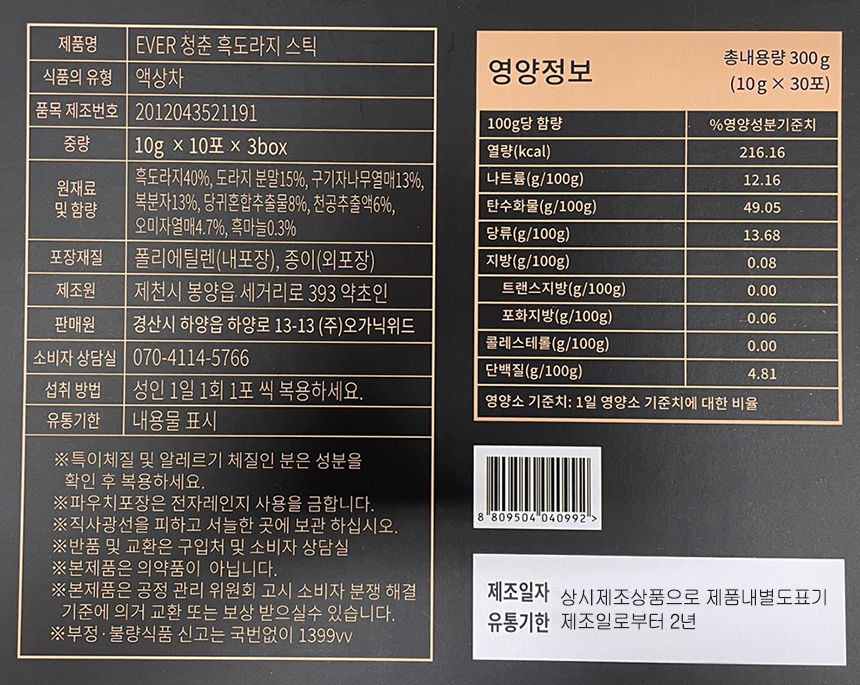 제품명 EVER 청춘 흑도라지 스틱
식품의 유형 액상차
품목 제조번호 2012043521191
중량 10g ×10포 × 3box
원재료 및 함량
흑도라지40%, 도라지 분말15%, 구기자나무열매13%,
복분자13%, 당귀혼합추출물8%, 천공추출액6%,
오미자열매4.7%, 흑마늘0.3%
포장재질 폴리에틸렌(내포장), 종이(외포장)
제조원 제천시 봉양읍 세거리로 393 약초인
판매원 경산시 하양읍 하양로 13-13 (주)오가닉위드
소비자 상담실 070-4114-5766
섭취 방법 성인 1일 1회 1포 씩 복용하세요.
유통기한 내용물 표시
※특이체질 및 알레르기 체질인 분은 성분을
확인 후 복용하세요.
※파우치포장은 전자레인지 사용을 금합니다.
※직사광선을 피하고 서늘한 곳에 보관 하십시오.
※반품 및 교환은 구입처 및 소비자 상담실
※본제품은 의약품이 아닙니다.
※본제품은 공정 관리 위원회 고시 소비자 분쟁 해결
기준에 의거 교환 또는 보상 받으실수 있습니다.
※부정·불량식품 신고는 국번없이 1399vv
영양정보
총내용량 300g
(10g × 30포)
100g당 함량 %영양성분기준치
열량(kcal) 216.16
나트륨(g/100g) 12.16
탄수화물(g/100g) 49.05
당류(g/100g) 13.68
지방(g/100g) 0.08
트랜스지방(g/100g) 0.00
포화지방(g/100g) 0.06
콜레스테롤(g/100g) 0.00
단백질(g/100g) 4.81
영양소 기준치: 1일 영양소 기준치에 대한 비율
8 809504 040992 >
제조일자 상시제조상품으로 제품내별도표기
유통기한 제조일로부터 2년